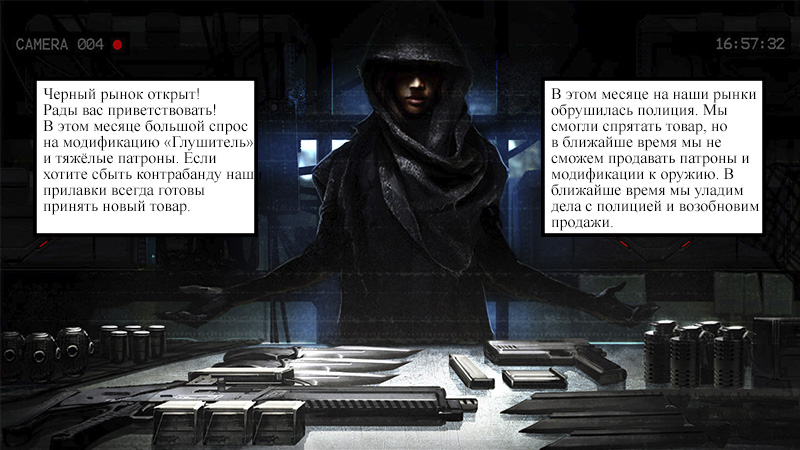 CAMERA 004
16:57:32
Черный рынок открыт!
Рады вас приветствовать!
В этом месяце большой спрос
на модификацию «Глушитель»
и тяжёлые патроны. Если
хотите сбыть контрабанду наши
прилавки всегда готовы
принять новый товар.
В этом месяце на наши рынки
обрушилась полиция. Мы
смогли спрятать товар, но
в ближайше время мы не
сможем продавать патроны и
модификации к оружию. В
ближайше время мы уладим
дела с полицией и возобновим
продажи.